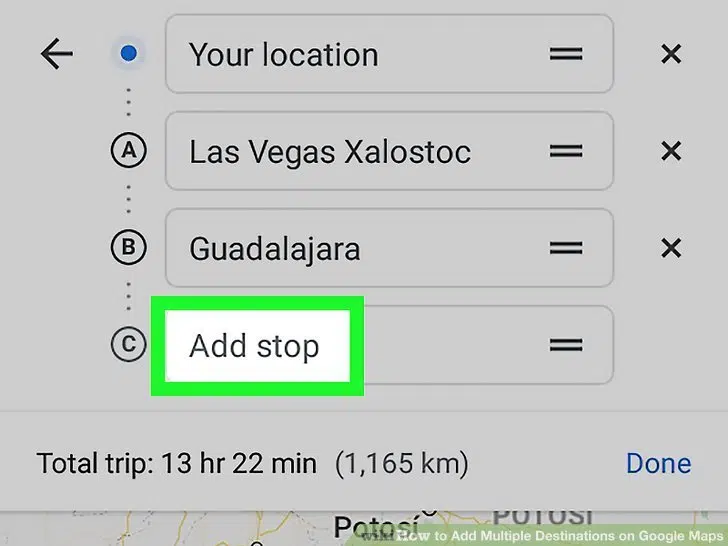 Your location
A
Las Vegas Xalostoc
B
Guadalajara
C
Add stop
Total trip: 13 hr 22 min (1,165 km)
Done
Potosí
POTOSÍ
wikiHow to Add Multiple Destinations on Google Maps